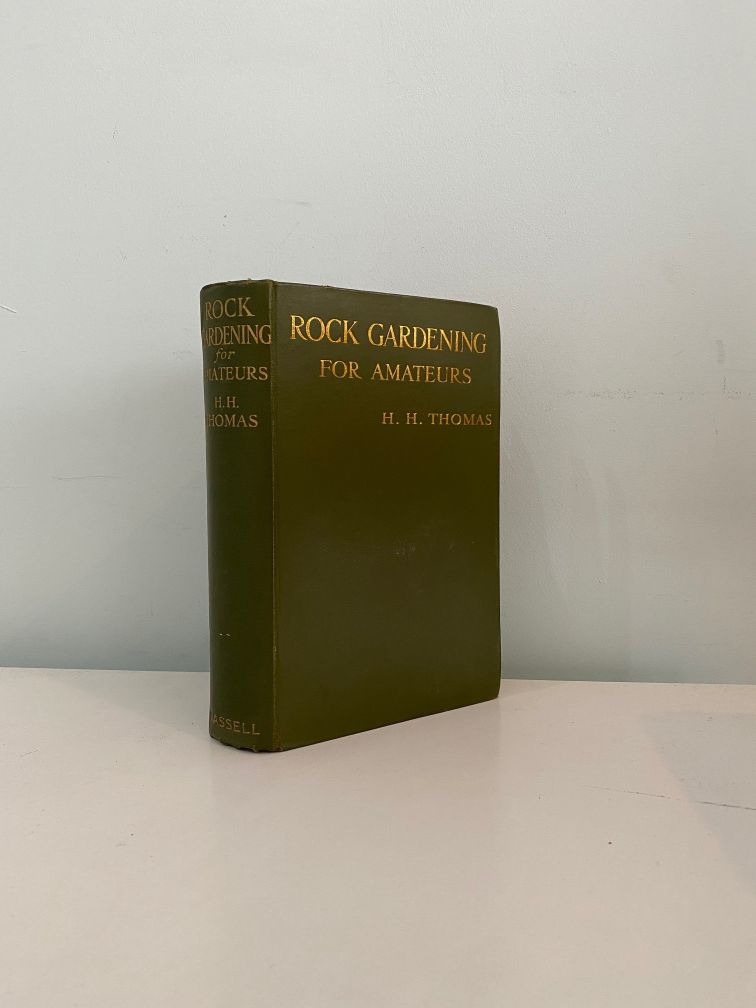 ROCK
GARDENING
for
AMATEURS
H.H.
THOMAS
CASSELL
ROCK GARDENING
FOR AMATEURS
H. H. THOMAS